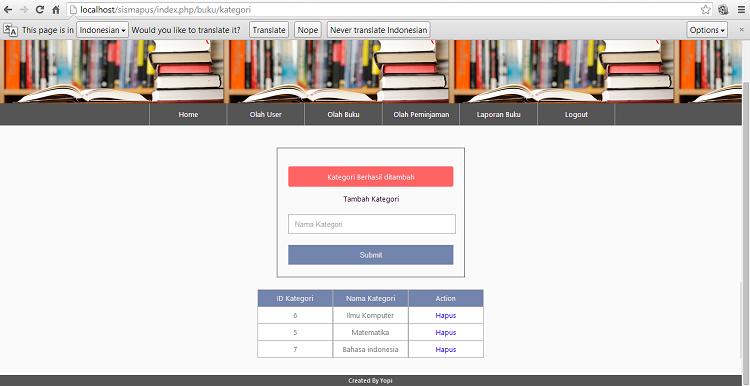 localhost/sismapus/index.php/buku/kategori
This page is in Indonesian Would you like to translate it? Translate Nope Never translate Indonesian Options
Home Olah User Olah Buku Olah Peminjaman Laporan Buku Logout
Kategori Berhasil ditambah
Tambah Kategori
Nama Kategori
Submit
ID Kategori Nama Kategori Action
6 Ilmu Komputer Hapus
5 Matematika Hapus
7 Bahasa indonesia Hapus
Created By Yopi